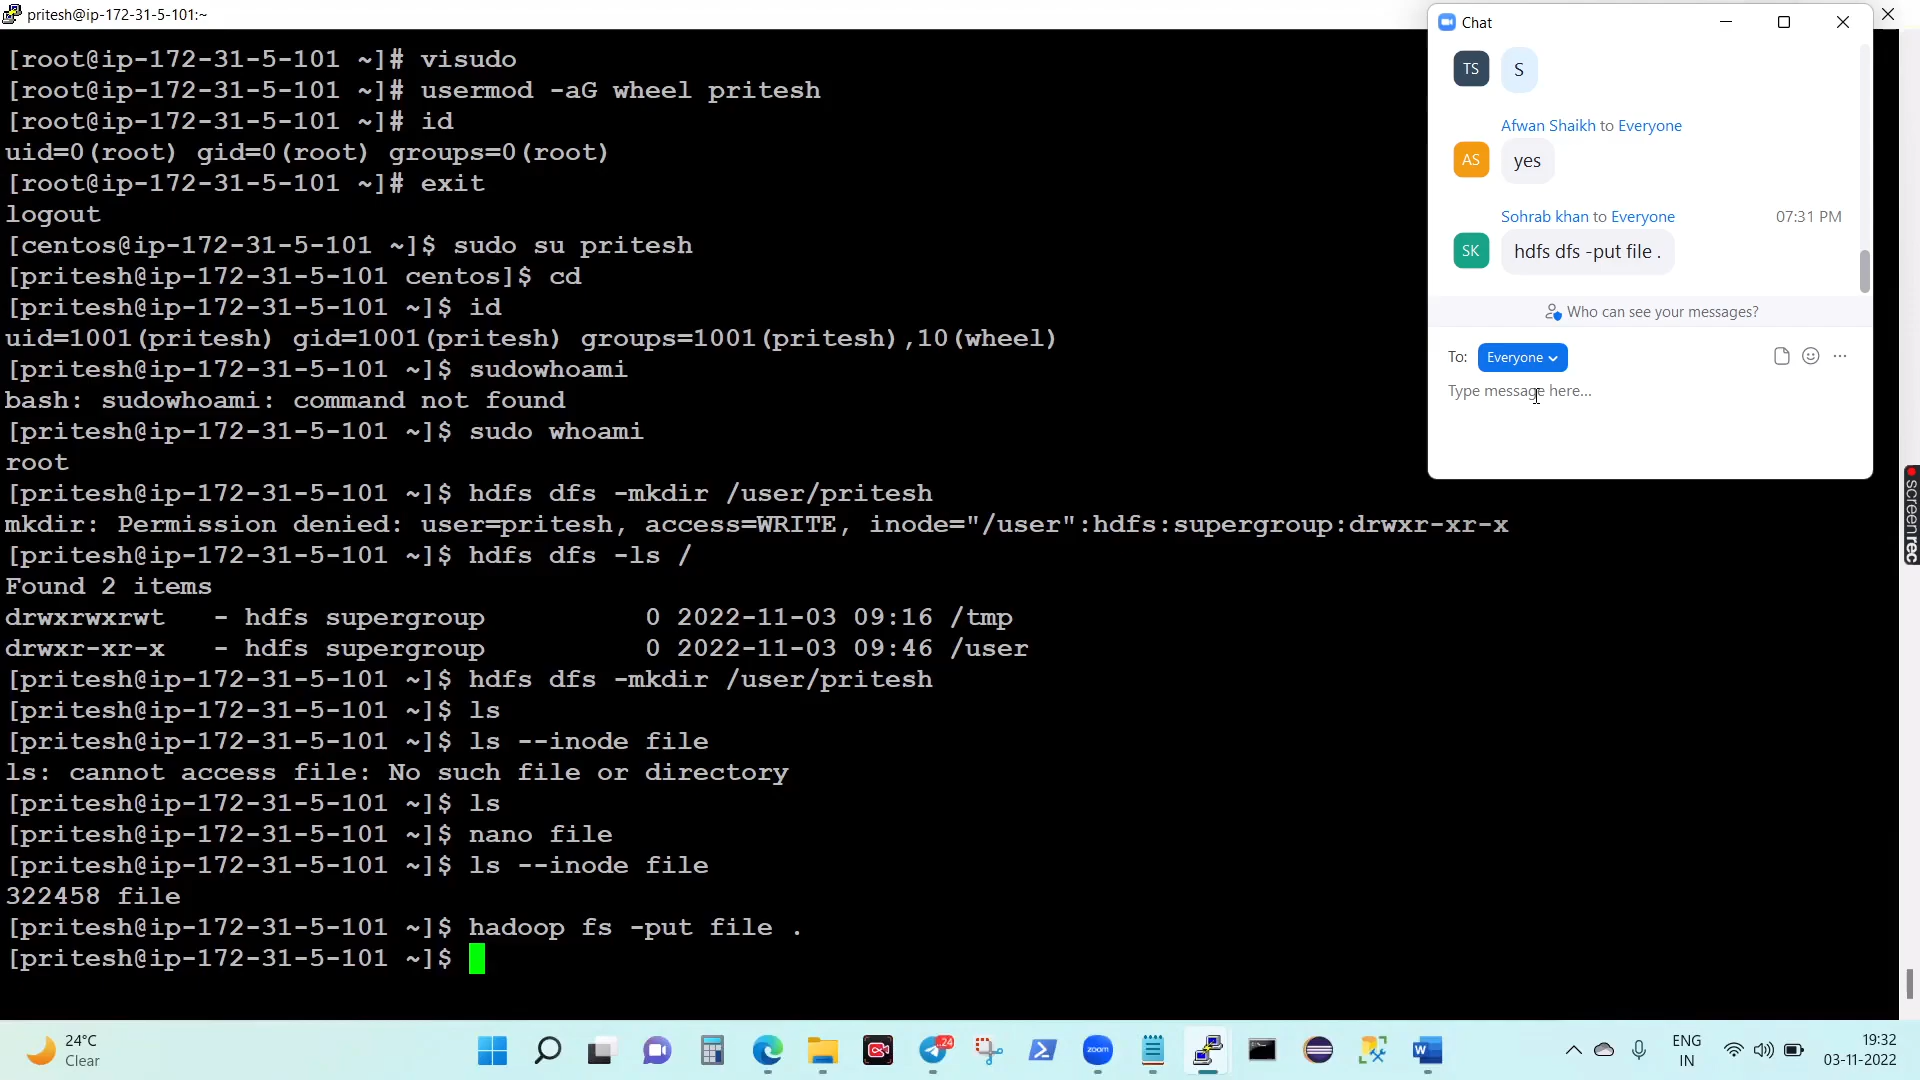 pritesh@ip-172-31-5-101:~
[root@ip-172-31-5-101 ~]# visudo
[root@ip-172-31-5-101 ~]# usermod -aG wheel pritesh
[root@ip-172-31-5-101 ~]# id
uid=0(root) gid=0(root) groups=0(root)
[root@ip-172-31-5-101 ~]# exit
logout
[centos@ip-172-31-5-101 ~]$ sudo su pritesh
[pritesh@ip-172-31-5-101 centos]$ cd
[pritesh@ip-172-31-5-101 ~]$ id
uid=1001(pritesh) gid=1001(pritesh) groups=1001(pritesh),10(wheel)
[pritesh@ip-172-31-5-101 ~]$ sudowhoami
bash: sudowhoami: command not found
[pritesh@ip-172-31-5-101 ~]$ sudo whoami
root
[pritesh@ip-172-31-5-101 ~]$ hdfs dfs -mkdir /user/pritesh
mkdir: Permission denied: user=pritesh, access=WRITE, inode="/user":hdfs:supergroup:drwxr-xr-x
[pritesh@ip-172-31-5-101 ~]$ hdfs dfs -ls /
Found 2 items
drwxrwxrwt   - hdfs supergroup          0 2022-11-03 09:16 /tmp
drwxr-xr-x   - hdfs supergroup          0 2022-11-03 09:46 /user
[pritesh@ip-172-31-5-101 ~]$ hdfs dfs -mkdir /user/pritesh
[pritesh@ip-172-31-5-101 ~]$ ls
[pritesh@ip-172-31-5-101 ~]$ ls --inode file
ls: cannot access file: No such file or directory
[pritesh@ip-172-31-5-101 ~]$ ls
[pritesh@ip-172-31-5-101 ~]$ nano file
[pritesh@ip-172-31-5-101 ~]$ ls --inode file
322458 file
[pritesh@ip-172-31-5-101 ~]$ hadoop fs -put file .
[pritesh@ip-172-31-5-101 ~]$
Chat
TS S
Afwan Shaikh to Everyone
AS yes
Sohrab khan to Everyone 07:31 PM
SK hdfs dfs -put file .
Who can see your messages?
To: Everyone
Type message here...
screenrec
24°C
Clear
24
zoom
ENG
IN
19:32
03-11-2022